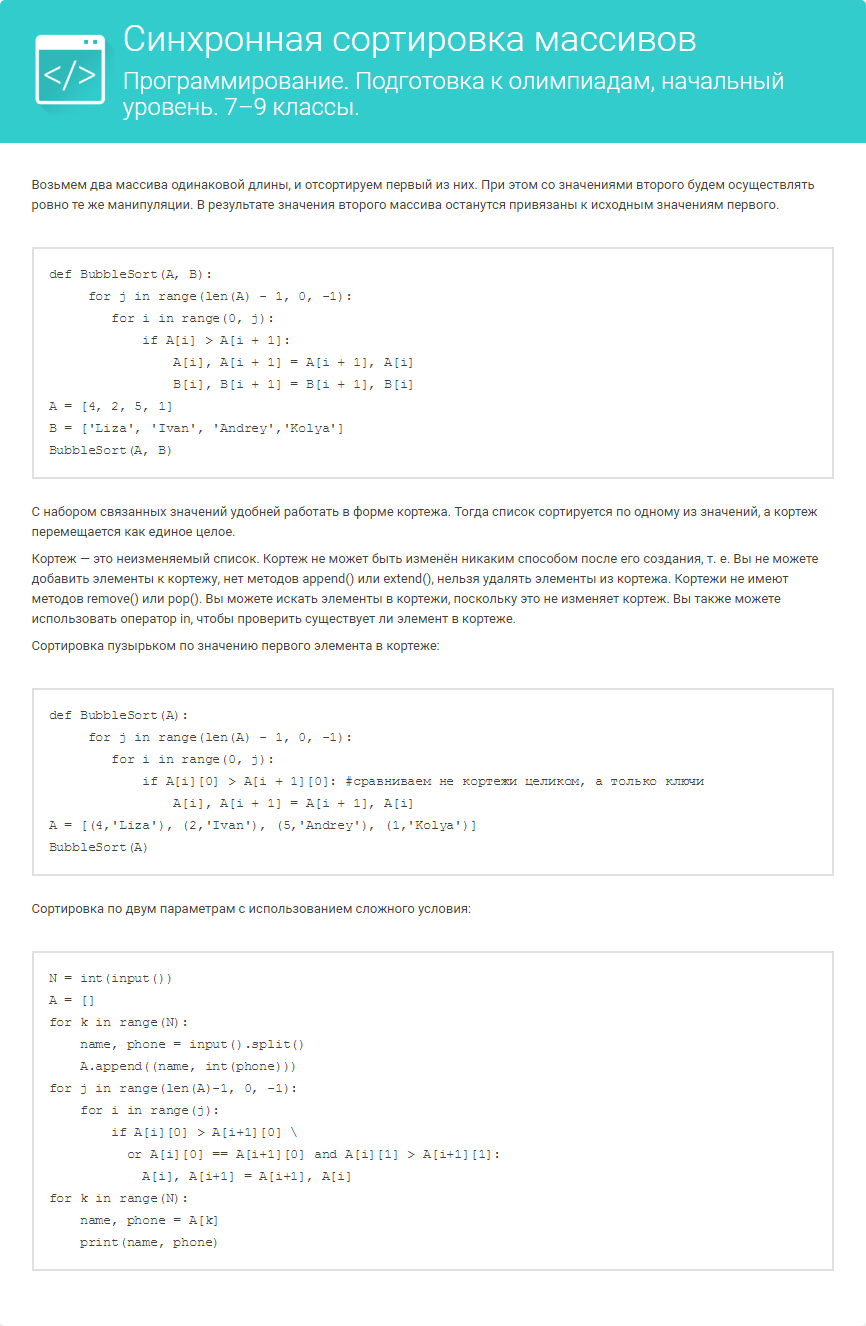 </>
Синхронная сортировка массивов
Программирование. Подготовка к олимпиадам, начальный
уровень. 7–9 классы.
Возьмем два массива одинаковой длины, и отсортируем первый из них. При этом со значениями второго будем осуществлять
ровно те же манипуляции. В результате значения второго массива останутся привязаны к исходным значениям первого.
def BubbleSort(A, B):
     for j in range(len(A) - 1, 0, -1):
        for i in range(0, j):
            if A[i] > A[i + 1]:
                A[i], A[i + 1] = A[i + 1], A[i]
                B[i], B[i + 1] = B[i + 1], B[i]
A = [4, 2, 5, 1]
B = ['Liza', 'Ivan', 'Andrey','Kolya']
BubbleSort(A, B)
С набором связанных значений удобней работать в форме кортежа. Тогда список сортируется по одному из значений, а кортеж
перемещается как единое целое.
Кортеж — это неизменяемый список. Кортеж не может быть изменён никаким способом после его создания, т. е. Вы не можете
добавить элементы к кортежу, нет методов append() или extend(), нельзя удалять элементы из кортежа. Кортежи не имеют
методов remove() или pop(). Вы можете искать элементы в кортежи, поскольку это не изменяет кортеж. Вы также можете
использовать оператор in, чтобы проверить существует ли элемент в кортеже.
Сортировка пузырьком по значению первого элемента в кортеже:
def BubbleSort(A):
     for j in range(len(A) - 1, 0, -1):
        for i in range(0, j):
            if A[i][0] > A[i + 1][0]: #сравниваем не кортежи целиком, а только ключи
                A[i], A[i + 1] = A[i + 1], A[i]
A = [(4,'Liza'), (2,'Ivan'), (5,'Andrey'), (1,'Kolya')]
BubbleSort(A)
Сортировка по двум параметрам с использованием сложного условия:
N = int(input())
A = []
for k in range(N):
    name, phone = input().split()
    A.append((name, int(phone)))
for j in range(len(A)-1, 0, -1):
    for i in range(j):
        if A[i][0] > A[i+1][0] \
          or A[i][0] == A[i+1][0] and A[i][1] > A[i+1][1]:
            A[i], A[i+1] = A[i+1], A[i]
for k in range(N):
    name, phone = A[k]
    print(name, phone)